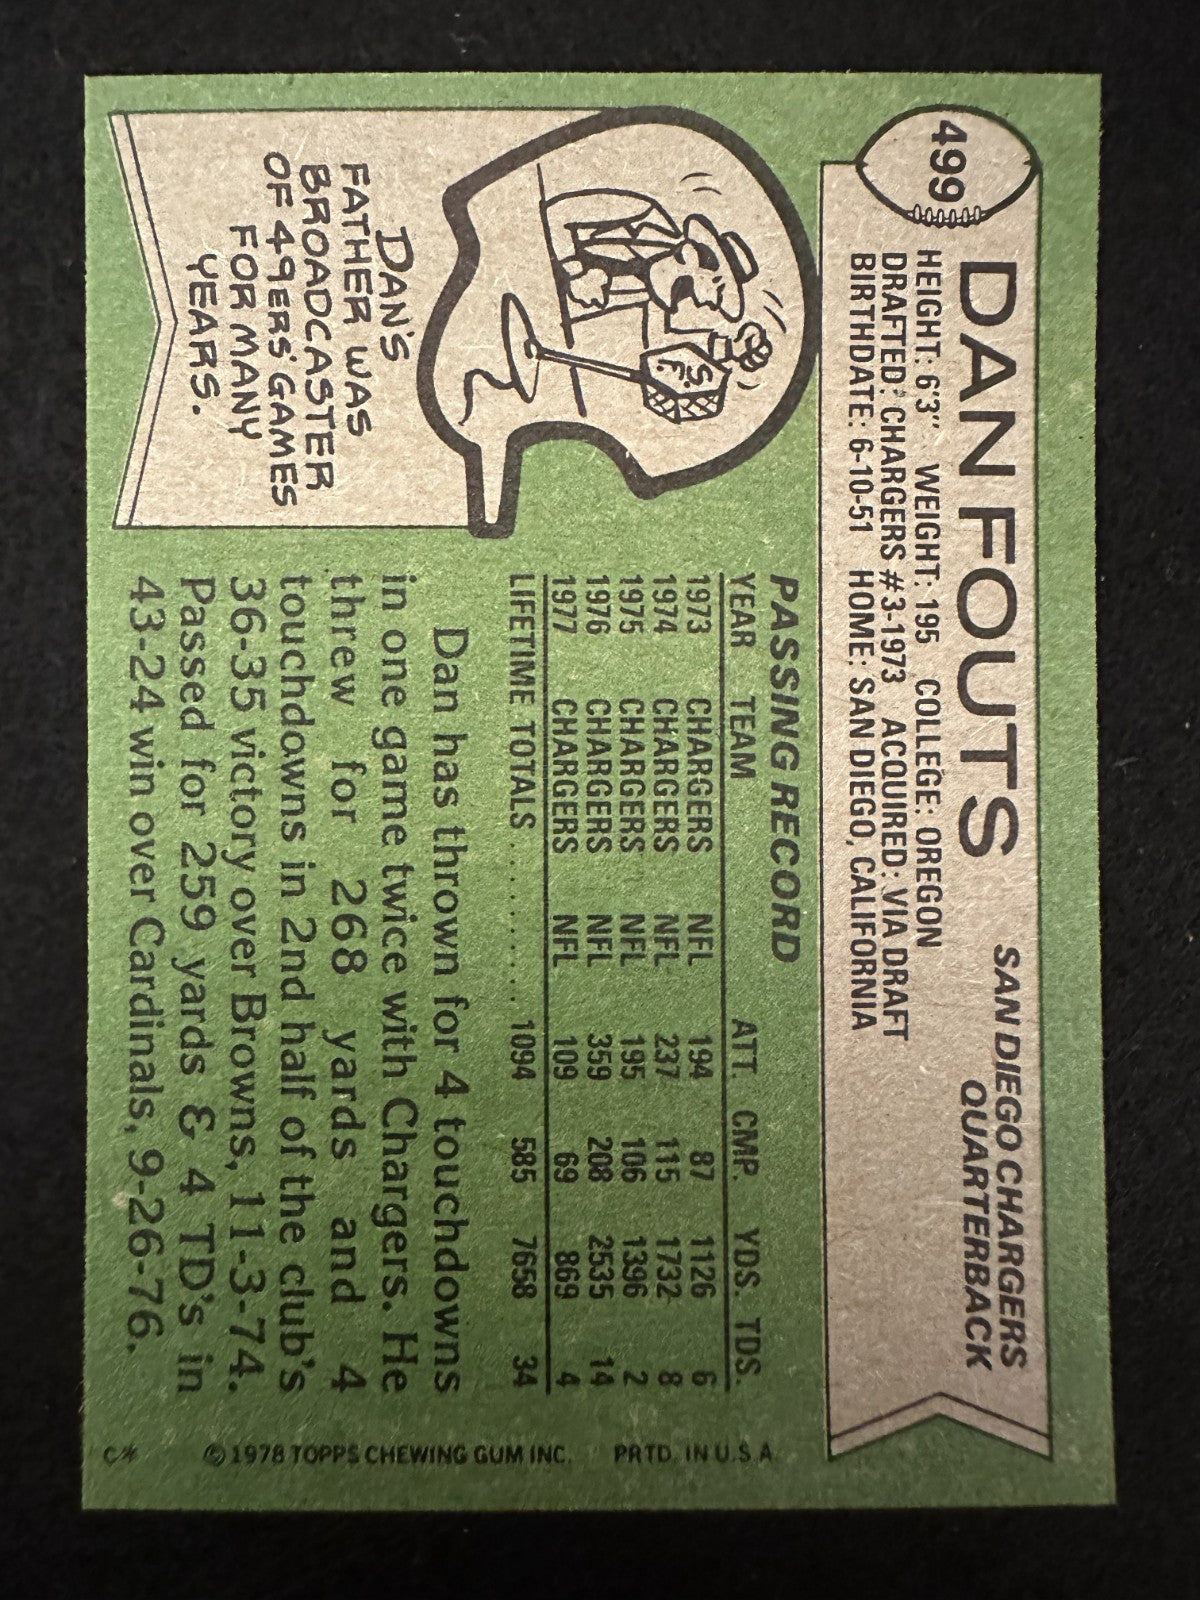 499
DAN FOUTS
SAN DIEGO CHARGERS
QUARTERBACK
HEIGHT: 6'3" WEIGHT: 195 COLLEGE: OREGON
DRAFTED: CHARGERS #3-1973 ACQUIRED: VIA DRAFT
BIRTHDATE: 6-10-51 HOME: SAN DIEGO, CALIFORNIA
S.F.
DAN'S
FATHER WAS
BROADCASTER
OF 49ERS' GAMES
FOR MANY
YEARS.
PASSING RECORD
YEAR TEAM ATT. CMP. YDS. TDS.
1973 CHARGERS NFL 194 87 1126 6
1974 CHARGERS NFL 237 115 1732 8
1975 CHARGERS NFL 195 106 1396 2
1976 CHARGERS NFL 359 208 2535 14
1977 CHARGERS NFL 109 69 869 4
LIFETIME TOTALS .......... 1094 585 7658 34
Dan has thrown for 4 touchdowns
in one game twice with Chargers. He
threw for 268 yards and 4
touchdowns in 2nd half of the club's
36-35 victory over Browns, 11-3-74.
Passed for 259 yards & 4 TD's in
43-24 win over Cardinals, 9-26-76.
© 1978 TOPPS CHEWING GUM INC. PRTD. IN U.S.A
C*